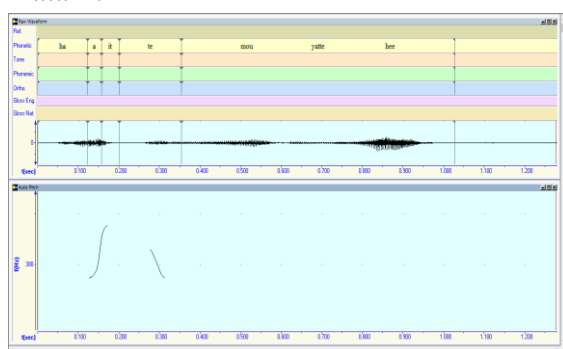 Raw Waveform
Ref.
Phonetic ha a it te mou yatte hee
Tone
Phonemic
Ortho.
Gloss Eng.
Gloss Nat.
0-
t(sec) 0.100 0.200 0.300 0.400 0.500 0.600 0.700 0.800 0.900 1.000 1.100 1.200
Auto Pitch
f(Hz) 300
t(sec) 0.100 0.200 0.300 0.400 0.500 0.600 0.700 0.800 0.900 1.000 1.100 1.200